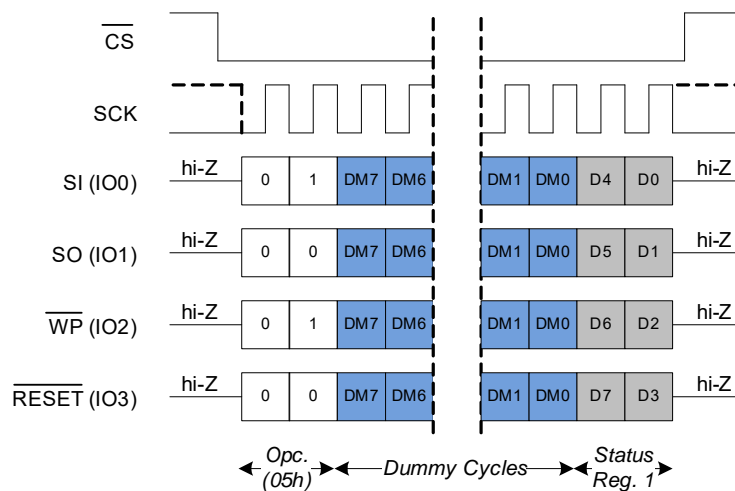 CS
SCK
SI (IO0) hi-Z 0 1 DM7 DM6 DM1 DM0 D4 D0 hi-Z
SO (IO1) hi-Z 0 0 DM7 DM6 DM1 DM0 D5 D1 hi-Z
WP (IO2) hi-Z 0 1 DM7 DM6 DM1 DM0 D6 D2 hi-Z
RESET (IO3) hi-Z 0 0 DM7 DM6 DM1 DM0 D7 D3 hi-Z
Opc.
(05h)
Dummy Cycles
Status
Reg. 1